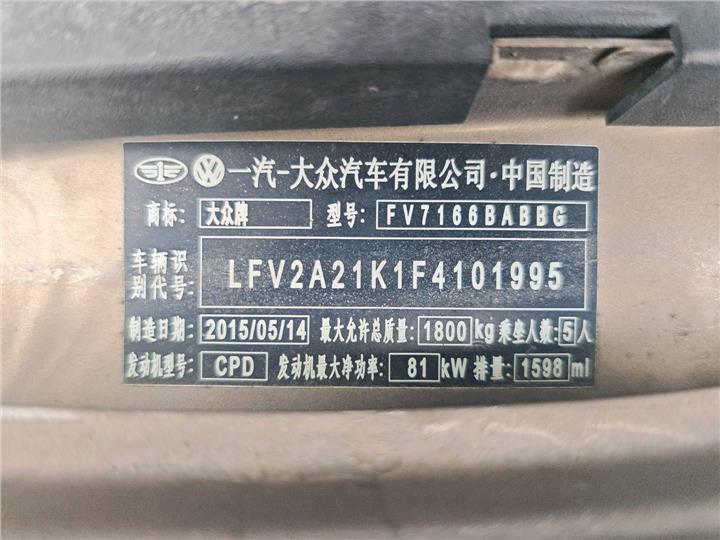 一汽-大众汽车有限公司·中国制造
商标: 大众牌 型号: FV7166BABBG
车辆识别代号: LFV2A21K1F4101995
制造日期: 2015/05/14 最大允许总质量: 1800 kg 乘坐人数: 5 人
发动机型号: CPD 发动机最大净功率: 81 kW 排量: 1598 ml